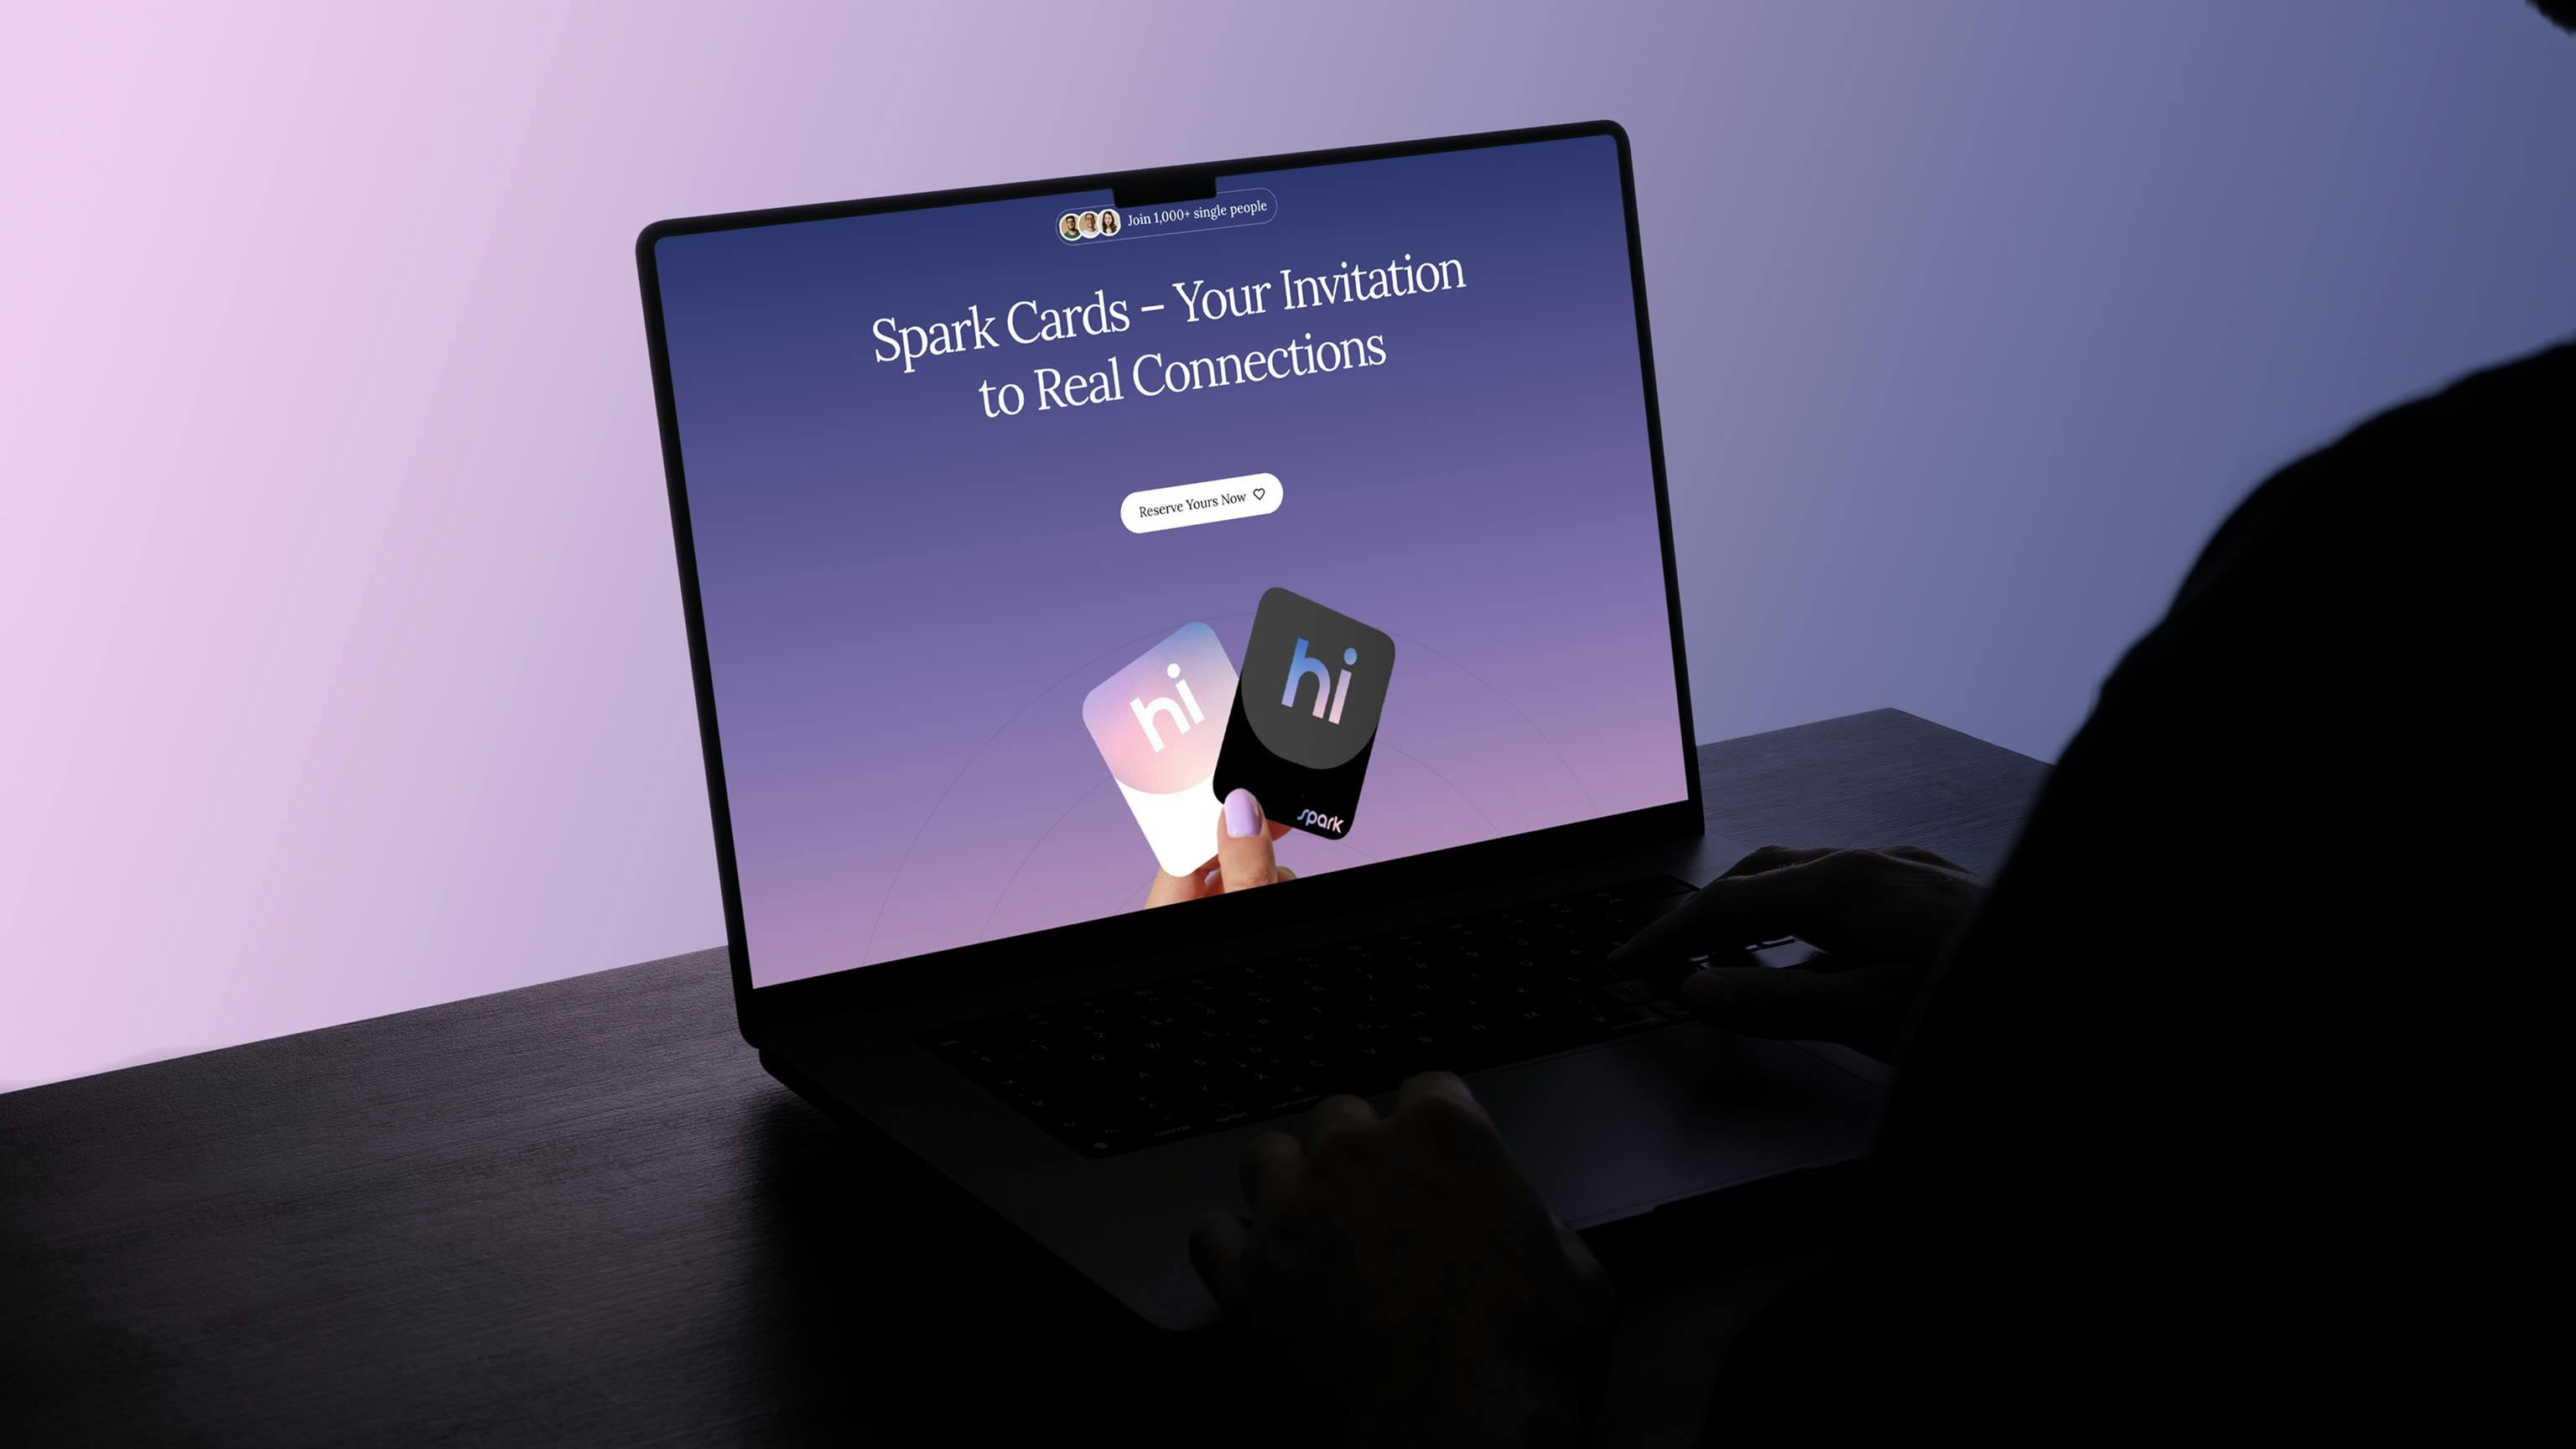 Join 1,000+ single people
Spark Cards – Your Invitation
to Real Connections
Reserve Yours Now
hi
hi
spark